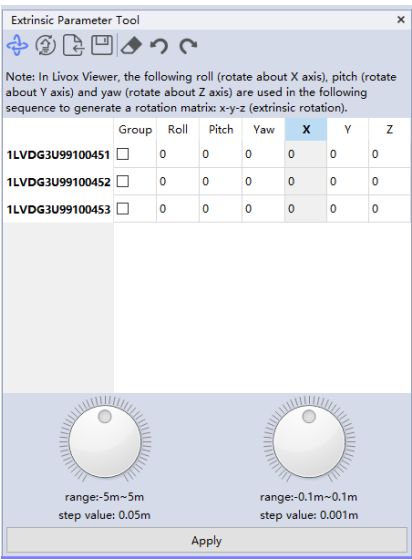 Extrinsic Parameter Tool
Note: In Livox Viewer, the following roll (rotate about X axis), pitch (rotate
about Y axis) and yaw (rotate about Z axis) are used in the following
sequence to generate a rotation matrix: x-y-z (extrinsic rotation).
Group Roll Pitch Yaw X Y Z
1LVDG3U99100451 0 0 0 0 0 0
1LVDG3U99100452 0 0 0 0 0 0
1LVDG3U99100453 0 0 0 0 0 0
range:-5m~5m range:-0.1m~0.1m
step value: 0.05m step value: 0.001m
Apply